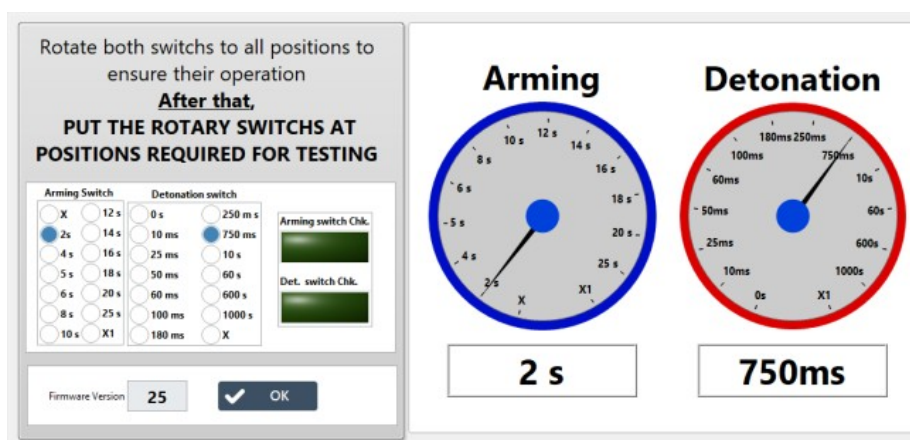 Rotate both switchs to all positions to
ensure their operation
After that,
PUT THE ROTARY SWITCHS AT
POSITIONS REQUIRED FOR TESTING
Arming Switch
X
2s
4 s
5 s
6 s
8 s
10 s
12 s
14 s
16 s
18 s
20 s
25 s
X1
Detonation switch
0 s
10 ms
25 ms
50 ms
60 ms
100 ms
180 ms
250 m s
750 ms
10 s
60 s
600 s
1000 s
X
Arming switch Chk.
Det. switch Chk.
Firmware Version
25
OK
Arming
X
2 s
4 s
5 s
6 s
8 s
10 s
12 s
14 s
16 s
18 s
20 s
25 s
X1
2 s
Detonation
0s
10ms
25ms
50ms
60ms
100ms
180ms
250ms
750ms
10s
60s
600s
1000s
X1
750ms